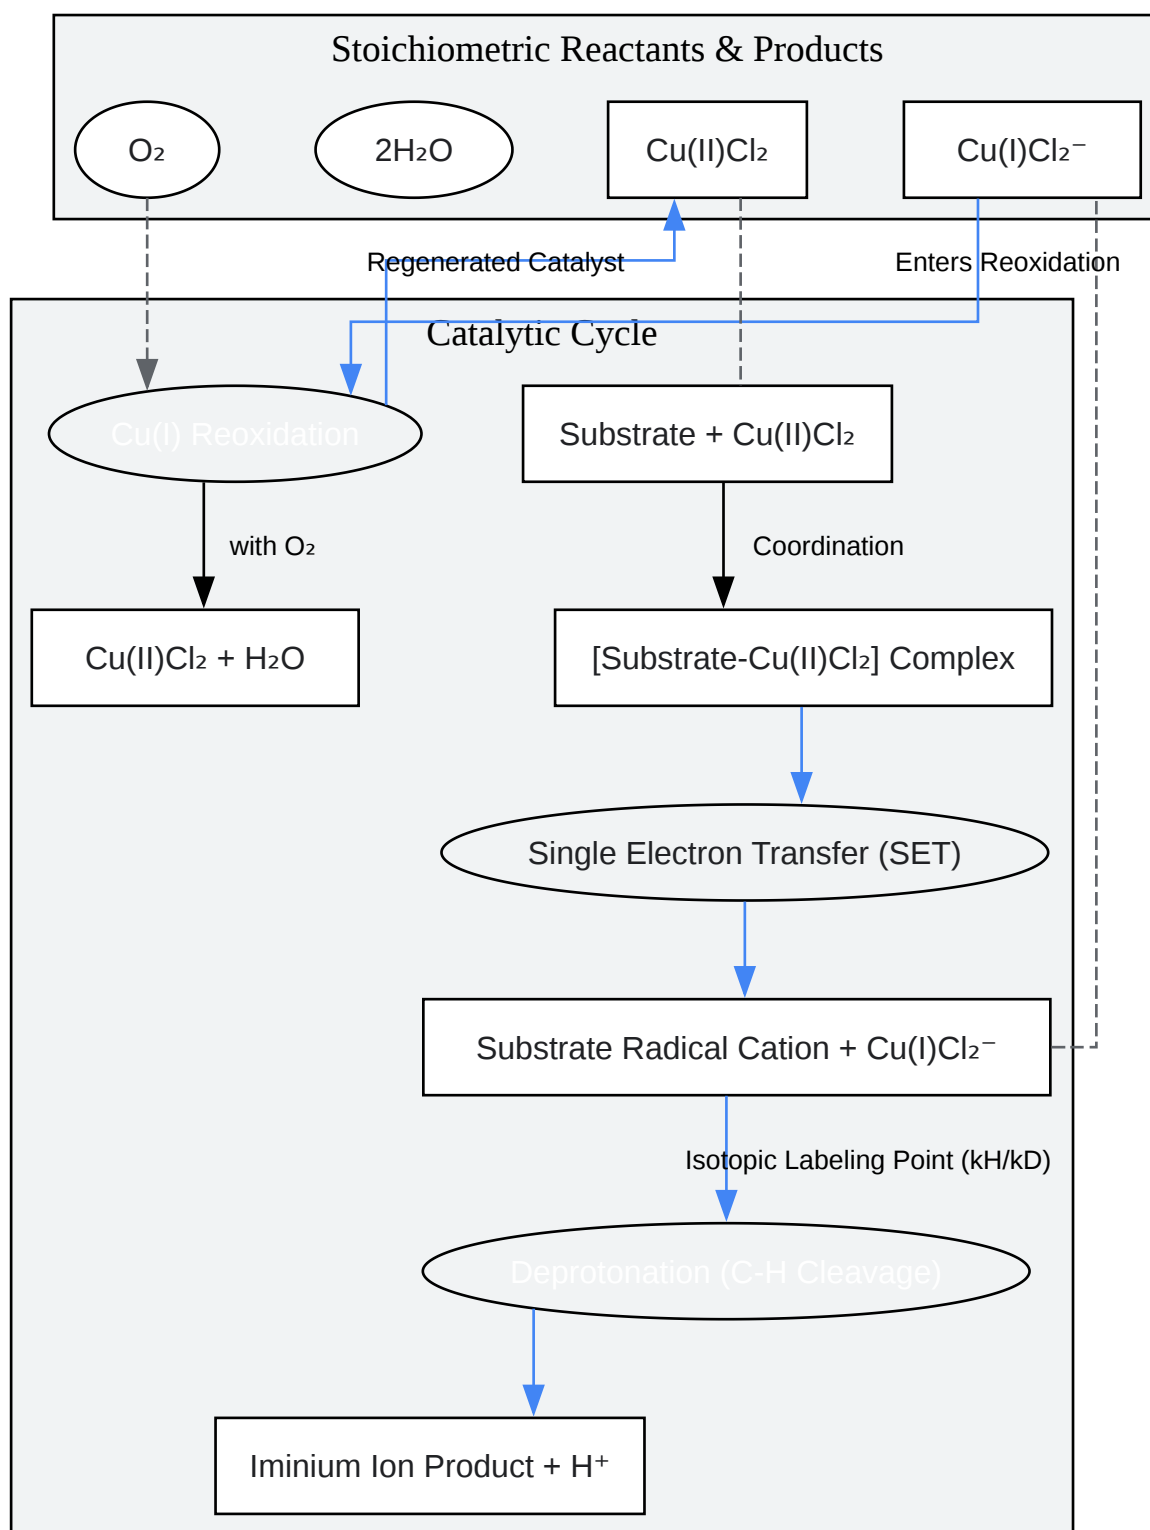 Stoichiometric Reactants & Products
O₂
2H₂O
Cu(II)Cl₂
Cu(I)Cl₂⁻
Regenerated Catalyst
Enters Reoxidation
Catalytic Cycle
Cu(I) Reoxidation
Substrate + Cu(II)Cl₂
with O₂
Coordination
Cu(II)Cl₂ + H₂O
[Substrate-Cu(II)Cl₂] Complex
Single Electron Transfer (SET)
Substrate Radical Cation + Cu(I)Cl₂⁻
Isotopic Labeling Point (kH/kD)
Deprotonation (C-H Cleavage)
Iminium Ion Product + H⁺